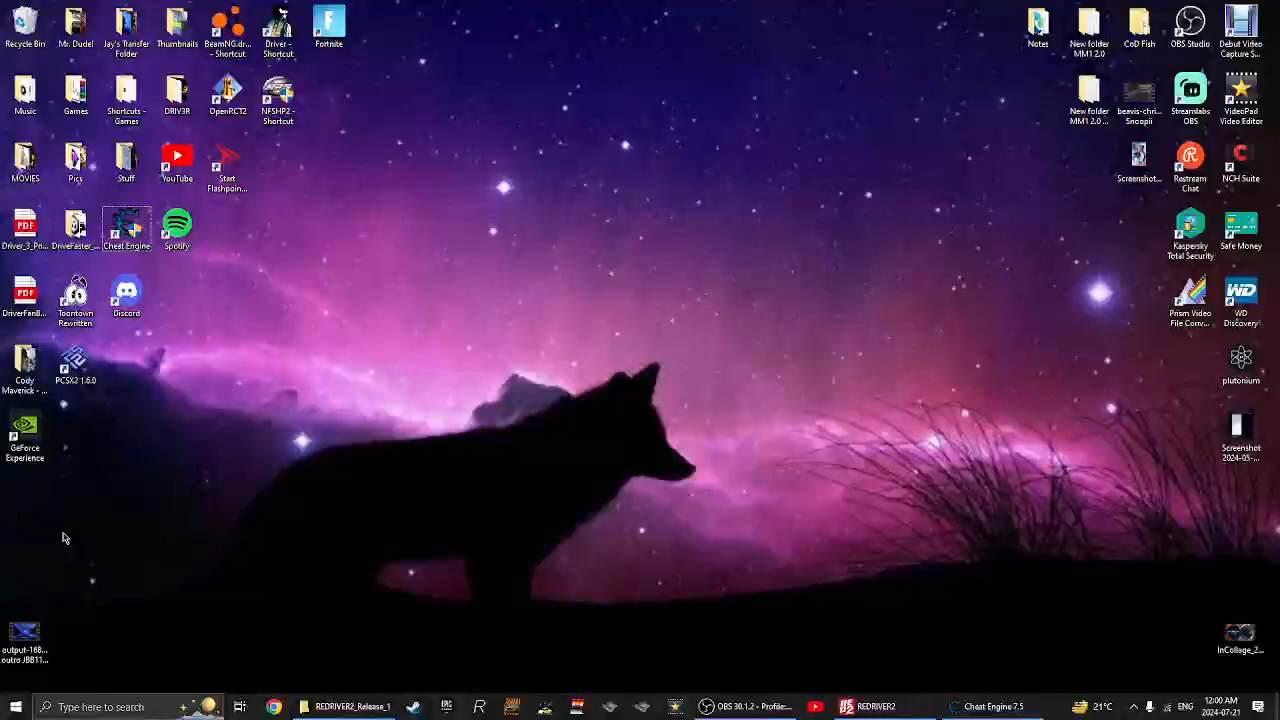 Recycle Bin
Mr. Dude!
Jay's Transfer
Folder
Thumbnails
BeamNG.dr...
- Shortcut
Driver -
Shortcut
Fortnite
Notes
New folder
MM1 2.0
CoD Fish
OBS Studio
Debut Video
Capture S...
Music
Games
Shortcuts -
Games
DRIV3R
OpenRCT2
NFSHP2 -
Shortcut
New folder
MM1 2.0 ...
beavis-chri...
Snoopii
Streamlabs
OBS
VideoPad
Video Editor
MOVIES
Pics
Stuff
YouTube
Start
Flashpoin...
Screenshot...
Restream
Chat
NCH Suite
Driver_3_Pri...
DriveFaster_...
Cheat Engine
Spotify
Kaspersky
Total Security
Safe Money
DriverFanB...
Toontown
Rewritten
Discord
Prism Video
File Conv...
WD
Discovery
Cody
Maverick - ...
PCSX2 1.6.0
plutonium
GeForce
Experience
Screenshot
2024-05-...
output-168...
outro JBB11...
InCollage_2...
Type here to search
REDRIVER2_Release_1
OBS 30.1.2 - Profile...
REDRIVER2
Cheat Engine 7.5
21°C
ENG
12:00 AM
2024-07-21